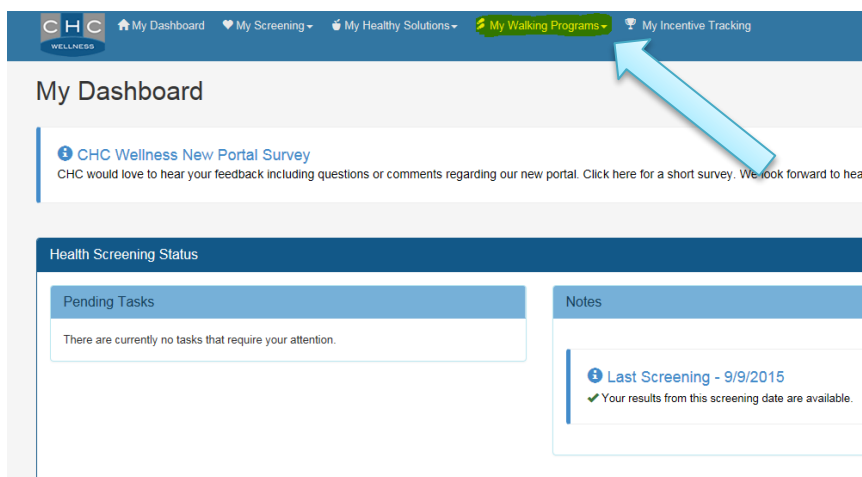 CHC
WELLNESS
My Dashboard My Screening My Healthy Solutions My Walking Programs My Incentive Tracking
My Dashboard
CHC Wellness New Portal Survey
CHC would love to hear your feedback including questions or comments regarding our new portal. Click here for a short survey. We look forward to hea
Health Screening Status
Pending Tasks
There are currently no tasks that require your attention.
Notes
Last Screening - 9/9/2015
Your results from this screening date are available.